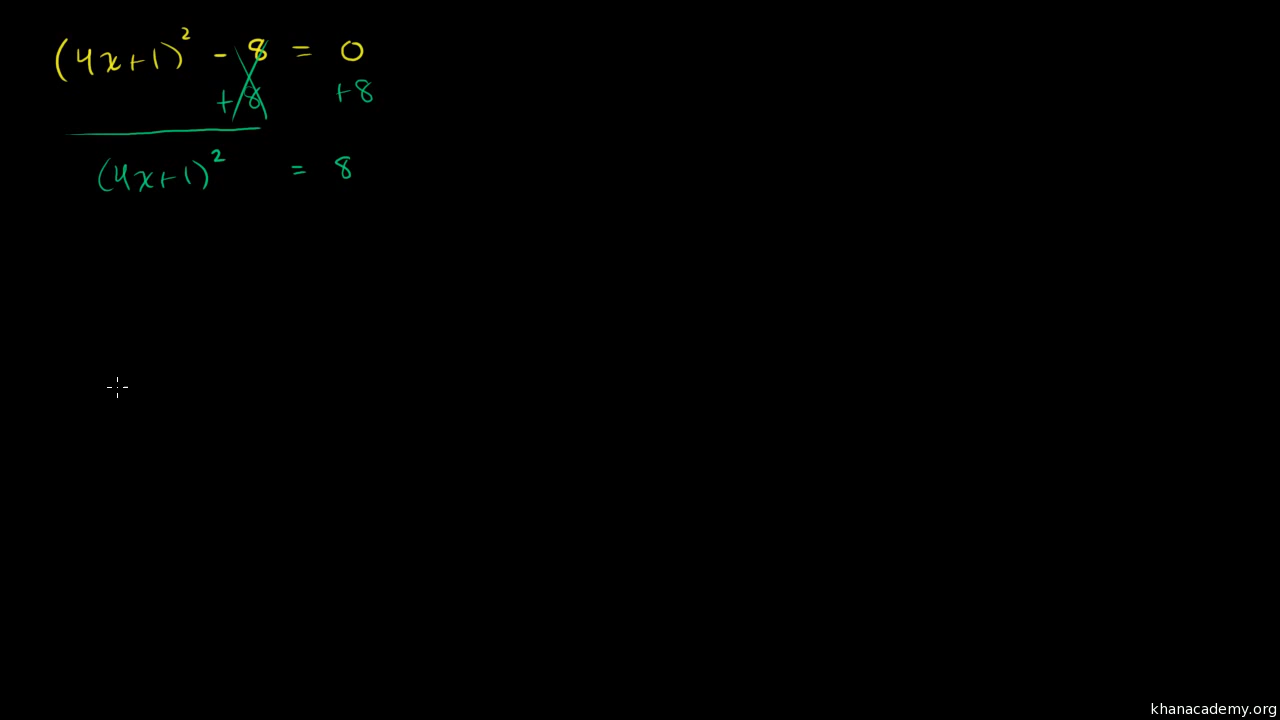 (4x+1)² - 8 = 0
+8 +8
(4x+1)² = 8
khanacademy.org